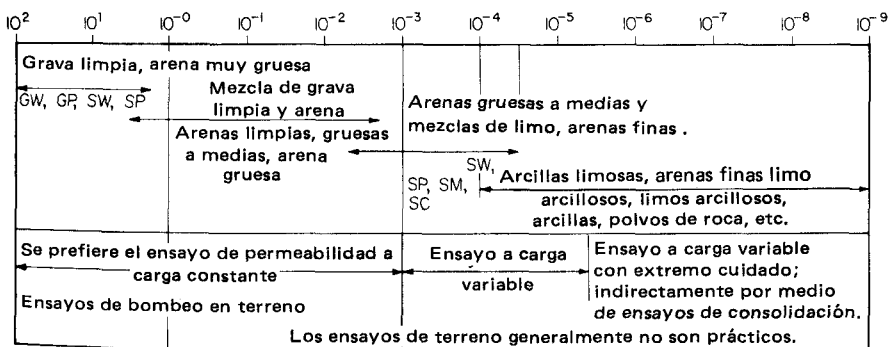 10² 10¹ 10⁻⁰ 10⁻¹ 10⁻² 10⁻³ 10⁻⁴ 10⁻⁵ 10⁻⁶ 10⁻⁷ 10⁻⁸ 10⁻⁹
Grava limpia, arena muy gruesa
GW, GP, SW, SP
Mezcla de grava
limpia y arena
Arenas limpias, gruesas
a medias, arena
gruesa
Arenas gruesas a medias y
mezclas de limo, arenas finas .
SW,
SP, SM,
SC
Arcillas limosas, arenas finas limo
arcillosos, limos arcillosos,
arcillas, polvos de roca, etc.
Se prefiere el ensayo de permeabilidad a
carga constante
Ensayos de bombeo en terreno
Ensayo a carga
variable
Ensayo a carga variable
con extremo cuidado;
indirectamente por medio
de ensayos de consolidación.
Los ensayos de terreno generalmente no son prácticos.